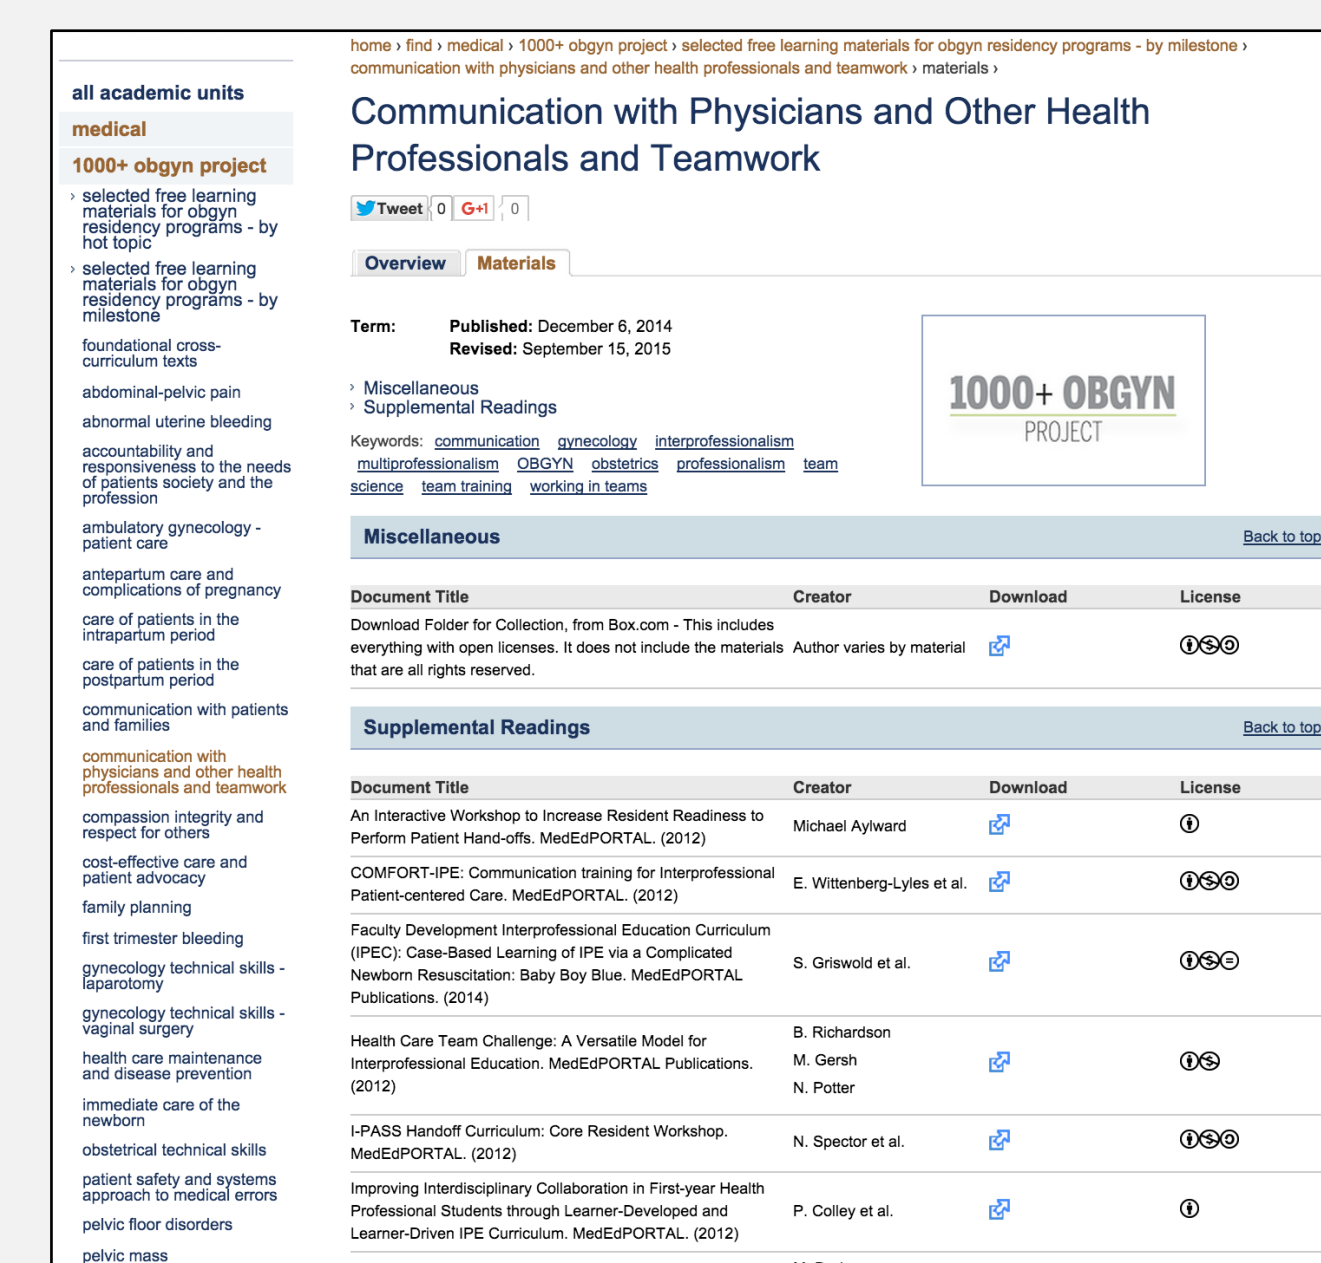 home › find › medical › 1000+ obgyn project › selected free learning materials for obgyn residency programs - by milestone ›
communication with physicians and other health professionals and teamwork › materials ›
all academic units
medical
1000+ obgyn project
› selected free learning
materials for obgyn
residency programs - by
hot topic
› selected free learning
materials for obgyn
residency programs - by
milestone
foundational cross-
curriculum texts
abdominal-pelvic pain
abnormal uterine bleeding
accountability and
responsiveness to the needs
of patients society and the
profession
ambulatory gynecology -
patient care
antepartum care and
complications of pregnancy
care of patients in the
intrapartum period
care of patients in the
postpartum period
communication with patients
and families
communication with
physicians and other health
professionals and teamwork
compassion integrity and
respect for others
cost-effective care and
patient advocacy
family planning
first trimester bleeding
gynecology technical skills -
laparotomy
gynecology technical skills -
vaginal surgery
health care maintenance
and disease prevention
immediate care of the
newborn
obstetrical technical skills
patient safety and systems
approach to medical errors
pelvic floor disorders
pelvic mass
Communication with Physicians and Other Health
Professionals and Teamwork
Tweet 0 G+1 0
Overview Materials
Term: Published: December 6, 2014
Revised: September 15, 2015
› Miscellaneous
› Supplemental Readings
Keywords: communication gynecology interprofessionalism
multiprofessionalism OBGYN obstetrics professionalism team
science team training working in teams
1000+ OBGYN
PROJECT
Miscellaneous Back to top
Document Title Creator Download License
Download Folder for Collection, from Box.com - This includes
everything with open licenses. It does not include the materials Author varies by material
that are all rights reserved.
Supplemental Readings Back to top
Document Title Creator Download License
An Interactive Workshop to Increase Resident Readiness to
Perform Patient Hand-offs. MedEdPORTAL. (2012)
Michael Aylward
COMFORT-IPE: Communication training for Interprofessional
Patient-centered Care. MedEdPORTAL. (2012)
E. Wittenberg-Lyles et al.
Faculty Development Interprofessional Education Curriculum
(IPEC): Case-Based Learning of IPE via a Complicated
Newborn Resuscitation: Baby Boy Blue. MedEdPORTAL
Publications. (2014)
S. Griswold et al.
Health Care Team Challenge: A Versatile Model for
Interprofessional Education. MedEdPORTAL Publications.
(2012)
B. Richardson
M. Gersh
N. Potter
I-PASS Handoff Curriculum: Core Resident Workshop.
MedEdPORTAL. (2012)
N. Spector et al.
Improving Interdisciplinary Collaboration in First-year Health
Professional Students through Learner-Developed and
Learner-Driven IPE Curriculum. MedEdPORTAL. (2012)
P. Colley et al.